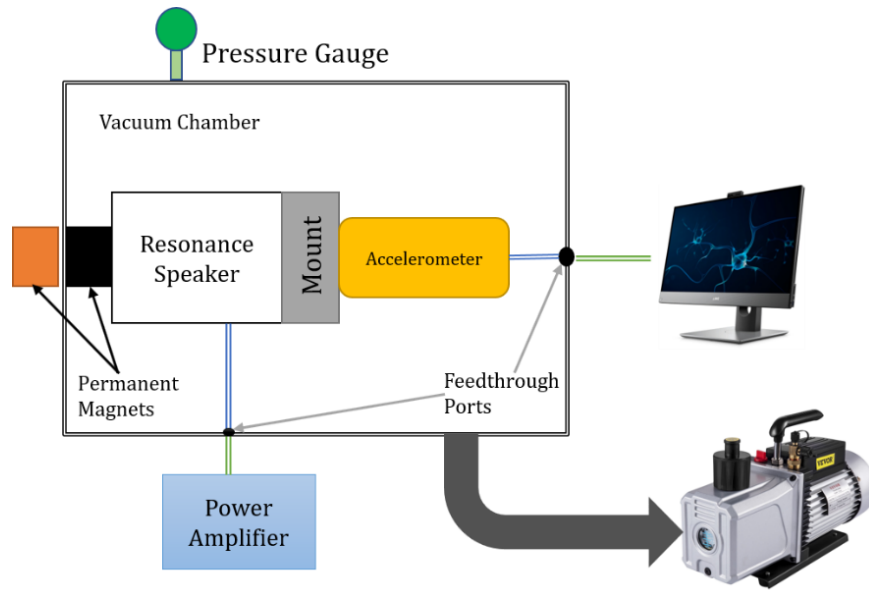 Pressure Gauge
Vacuum Chamber
Resonance
Speaker
Mount
Accelerometer
Permanent
Magnets
Feedthrough
Ports
Power
Amplifier
VEVOR